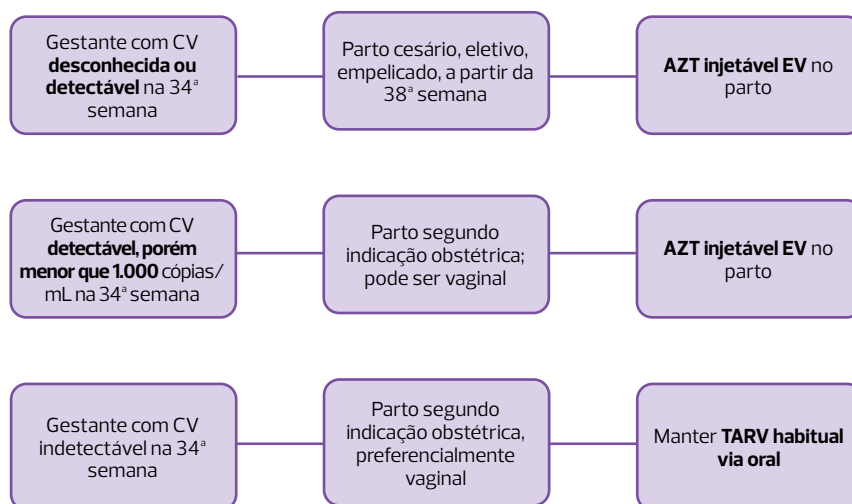 Gestante com CV
desconhecida ou
detectável na 34ª
semana
Parto cesário, eletivo,
empelicado, a partir da
38ª semana
AZT injetável EV no
parto
Gestante com CV
detectável, porém
menor que 1.000 cópias/
mL na 34ª semana
Parto segundo
indicação obstétrica;
pode ser vaginal
AZT injetável EV no
parto
Gestante com CV
indetectável na 34ª
semana
Parto segundo
indicação obstétrica,
preferencialmente
vaginal
Manter TARV habitual
via oral